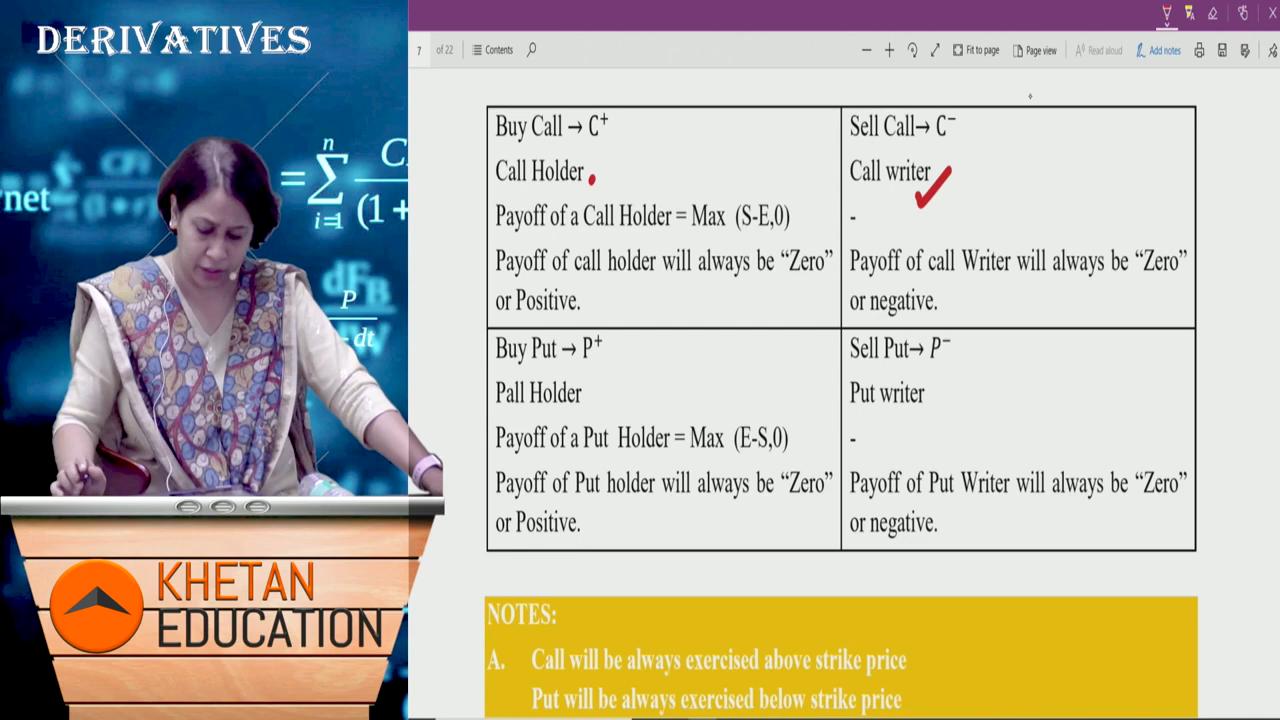 DERIVATIVES
net
= n ∑ i=1
(1+
dF B
P
- dt
KHETAN
EDUCATION
7 of 22 Contents Fit to page Page view Read aloud Add notes
Buy Call → C⁺
Call Holder
Payoff of a Call Holder = Max (S-E,0)
Payoff of call holder will always be “Zero”
or Positive.
Sell Call→ C⁻
Call writer
-
Payoff of call Writer will always be “Zero”
or negative.
Buy Put → P⁺
Pall Holder
Payoff of a Put Holder = Max (E-S,0)
Payoff of Put holder will always be “Zero”
or Positive.
Sell Put→ P⁻
Put writer
-
Payoff of Put Writer will always be “Zero”
or negative.
NOTES:
A. Call will be always exercised above strike price
Put will be always exercised below strike price